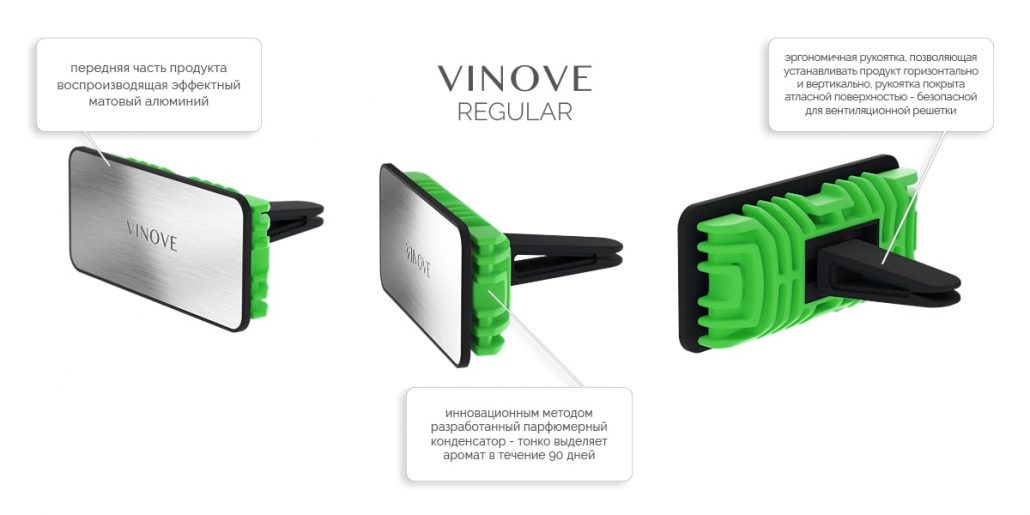 передняя часть продукта
воспроизводящая эффектный
матовый алюминий
VINOVE
REGULAR
эргономичная рукоятка, позволяющая
устанавливать продукт горизонтально
и вертикально, рукоятка покрыта
атласной поверхностью - безопасной
для вентиляционной решетки
VINOVE
VINOVE
инновационным методом
разработанный парфюмерный
конденсатор - тонко выделяет
аромат в течение 90 дней